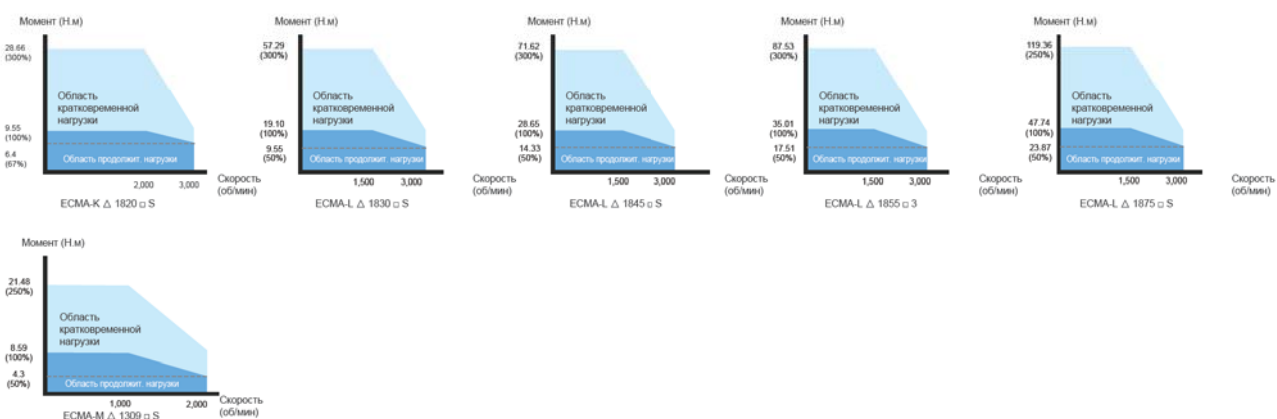 Момент (Н.м)
28.66
(300%)
9.55
(100%)
6.4
(67%)
Область
кратковременной
нагрузки
Область продолжит. нагрузки
2,000
3,000
Скорость
(об/мин)
ECMA-K △ 1820 □ S
Момент (Н.м)
57.29
(300%)
19.10
(100%)
9.55
(50%)
Область
кратковременной
нагрузки
Область продолжит. нагрузки
1,500
3,000
Скорость
(об/мин)
ECMA-L △ 1830 □ S
Момент (Н.м)
71.62
(300%)
28.65
(100%)
14.33
(50%)
Область
кратковременной
нагрузки
Область продолжит. нагрузки
1,500
3,000
Скорость
(об/мин)
ECMA-L △ 1845 □ S
Момент (Н.м)
87.53
(300%)
35.01
(100%)
17.51
(50%)
Область
кратковременной
нагрузки
Область продолжит. нагрузки
1,500
3,000
Скорость
(об/мин)
ECMA-L △ 1855 □ 3
Момент (Н.м)
119.36
(250%)
47.74
(100%)
23.87
(50%)
Область
кратковременной
нагрузки
Область продолжит. нагрузки
1,500
3,000
Скорость
(об/мин)
ECMA-L △ 1875 □ S
Момент (Н.м)
21.48
(250%)
8.59
(100%)
4.3
(50%)
Область
кратковременной
нагрузки
Область продолжит. нагрузки
1,000
2,000
Скорость
(об/мин)
ECMA-M △ 1309 □ S